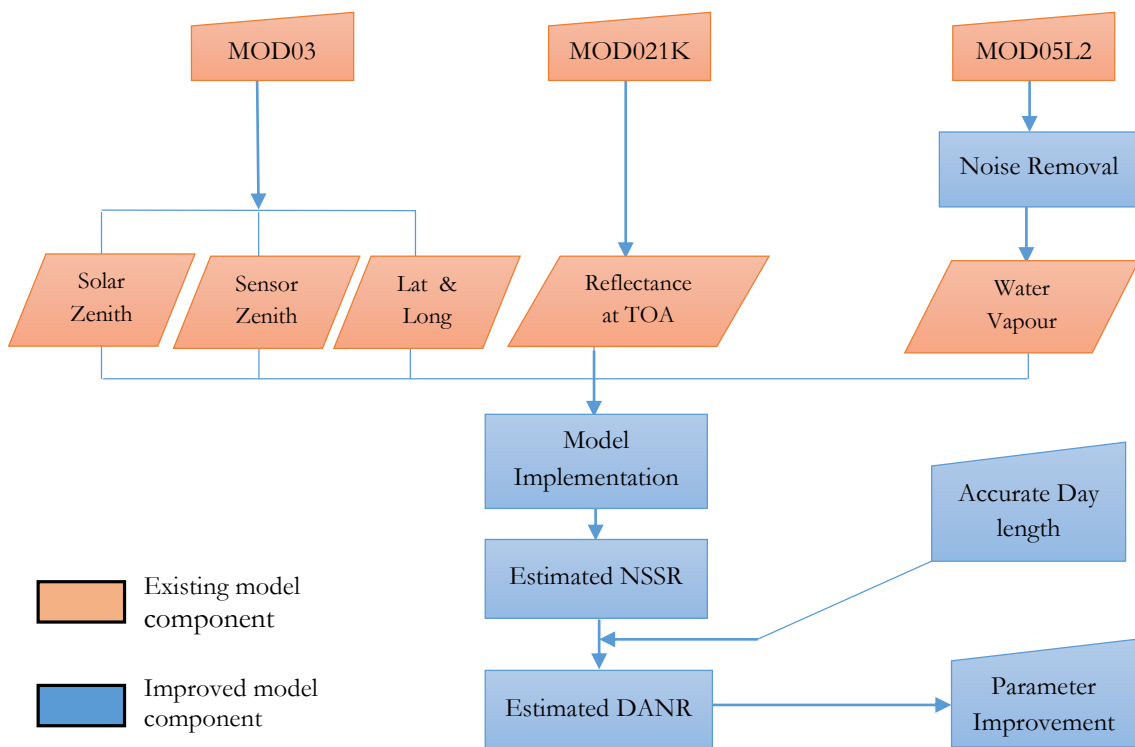 MOD03
MOD021K
MOD05L2
Noise Removal
Solar
Zenith
Sensor
Zenith
Lat &
Long
Reflectance
at TOA
Water
Vapour
Model
Implementation
Accurate Day
length
Estimated NSSR
Existing model
component
Estimated DANR
Parameter
Improvement
Improved model
component